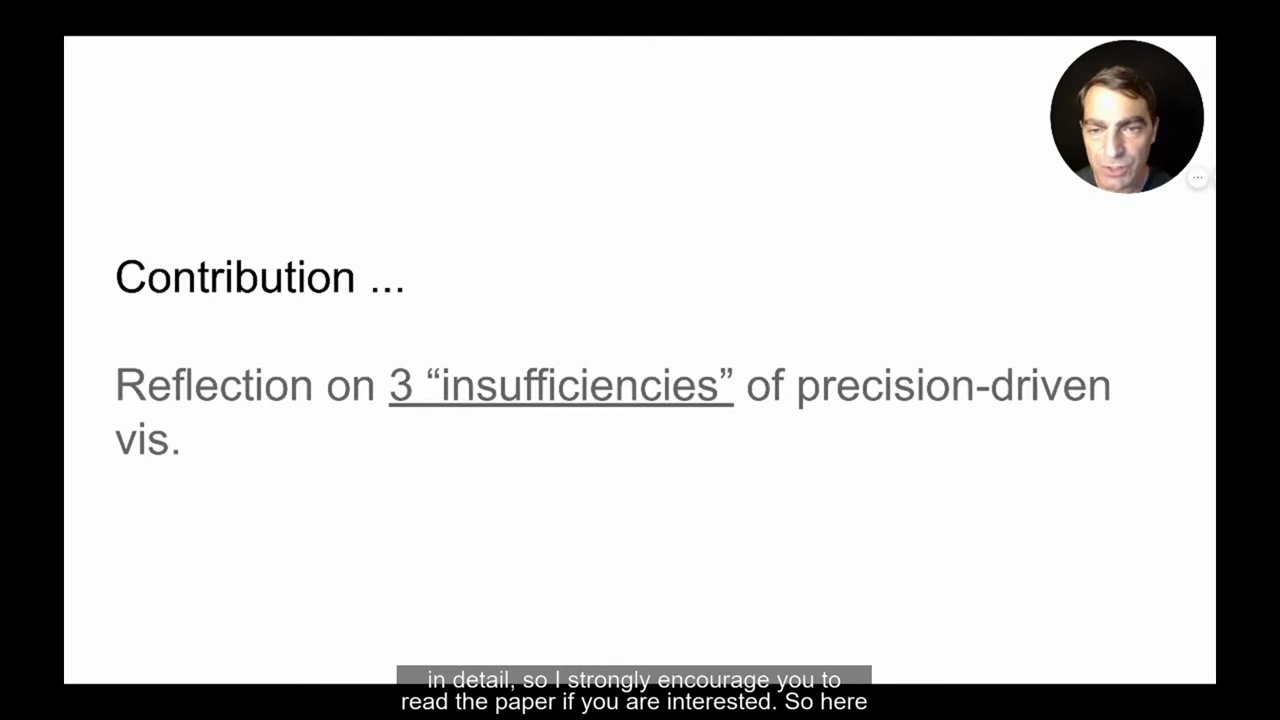 Contribution ...
Reflection on 3 “insufficiencies” of precision-driven
vis.
in detail, so I strongly encourage you to
read the paper if you are interested. So here